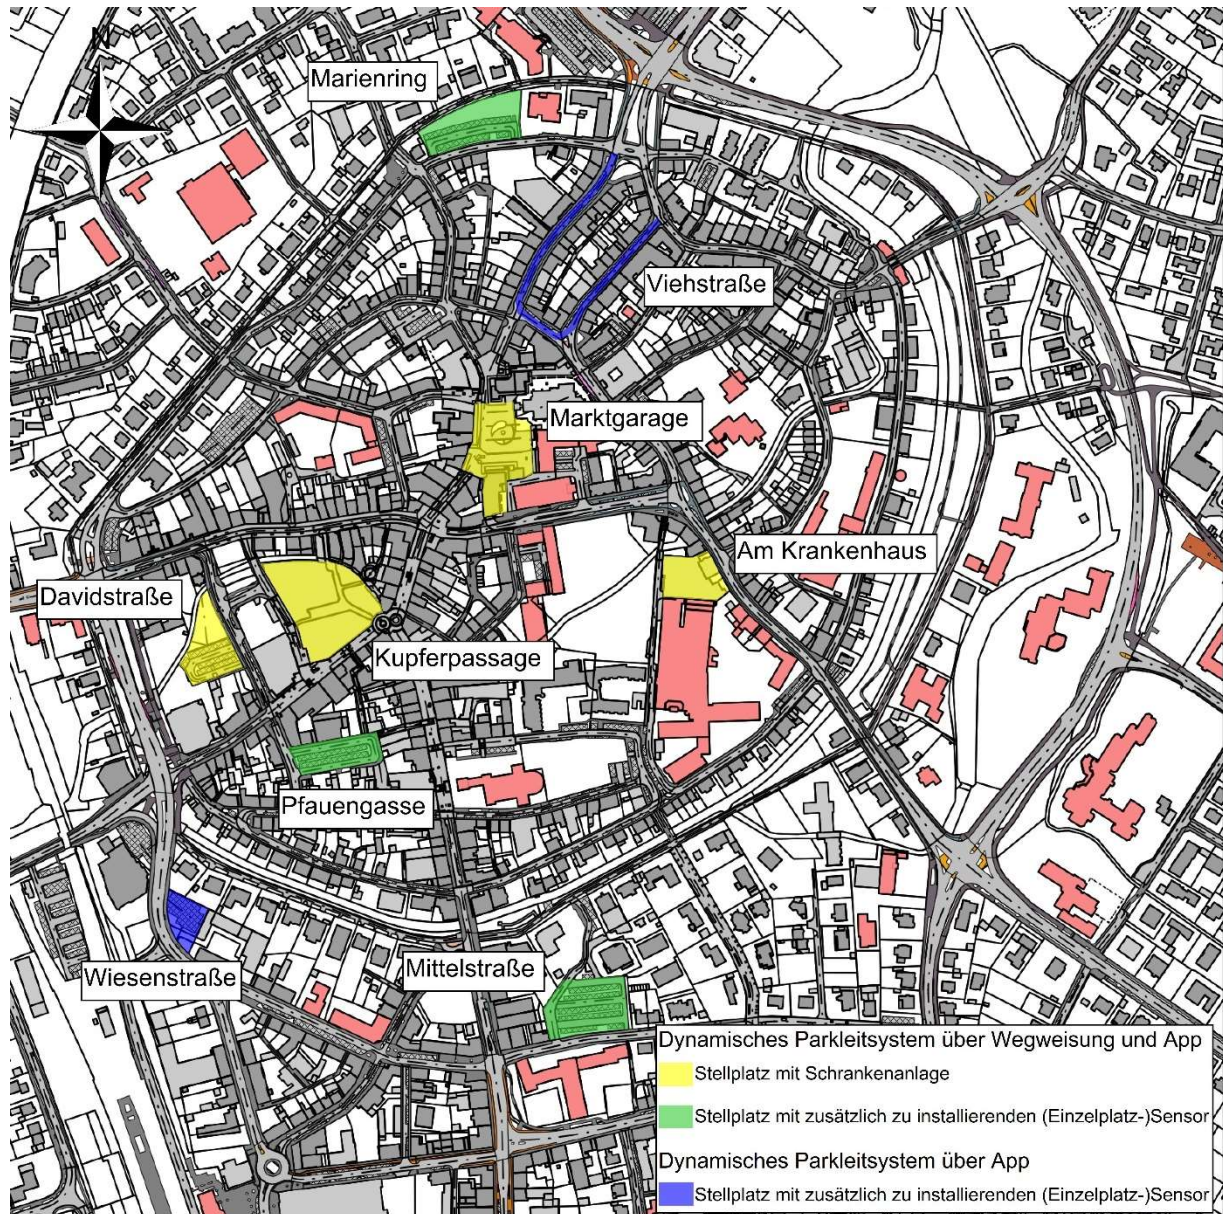 N
Marienring
Viehstraße
Marktgarage
Am Krankenhaus
Davidstraße
Kupferpassage
Pfauengasse
Wiesenstraße
Mittelstraße
Dynamisches Parkleitsystem über Wegweisung und App
Stellplatz mit Schrankenanlage
Stellplatz mit zusätzlich zu installierenden (Einzelplatz-)Sensor
Dynamisches Parkleitsystem über App
Stellplatz mit zusätzlich zu installierenden (Einzelplatz-)Sensor